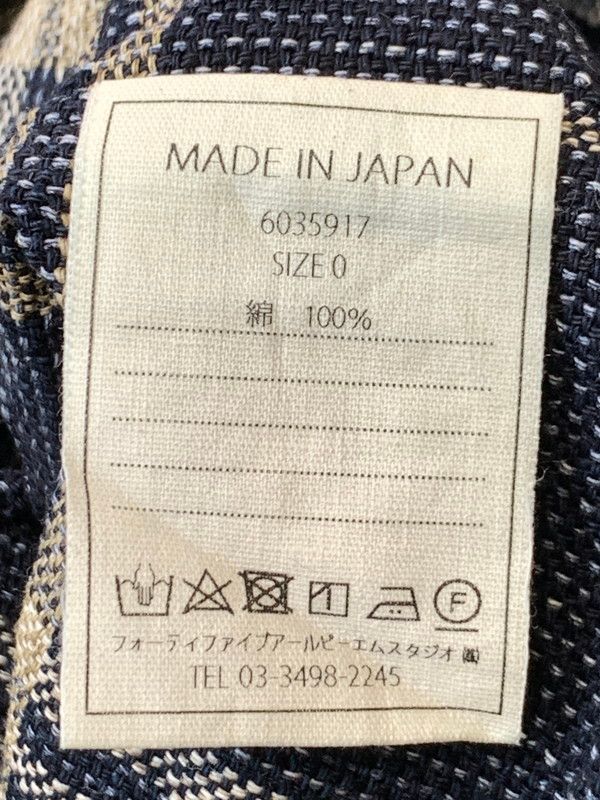 MADE IN JAPAN
6035917
SIZE 0
綿 100%
F
フォーティファイブアールピーエムスタジオ ㈱
TEL 03-3498-2245